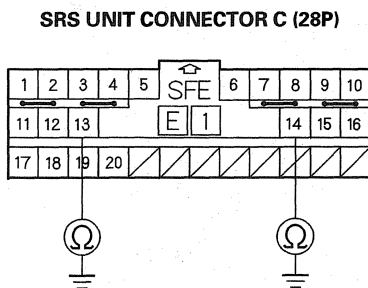 SRS UNIT CONNECTOR C (28P)
1 2 3 4 5 SFE 6 7 8 9 10
11 12 13 E 1 14 15 16
17 18 19 20
Ω Ω